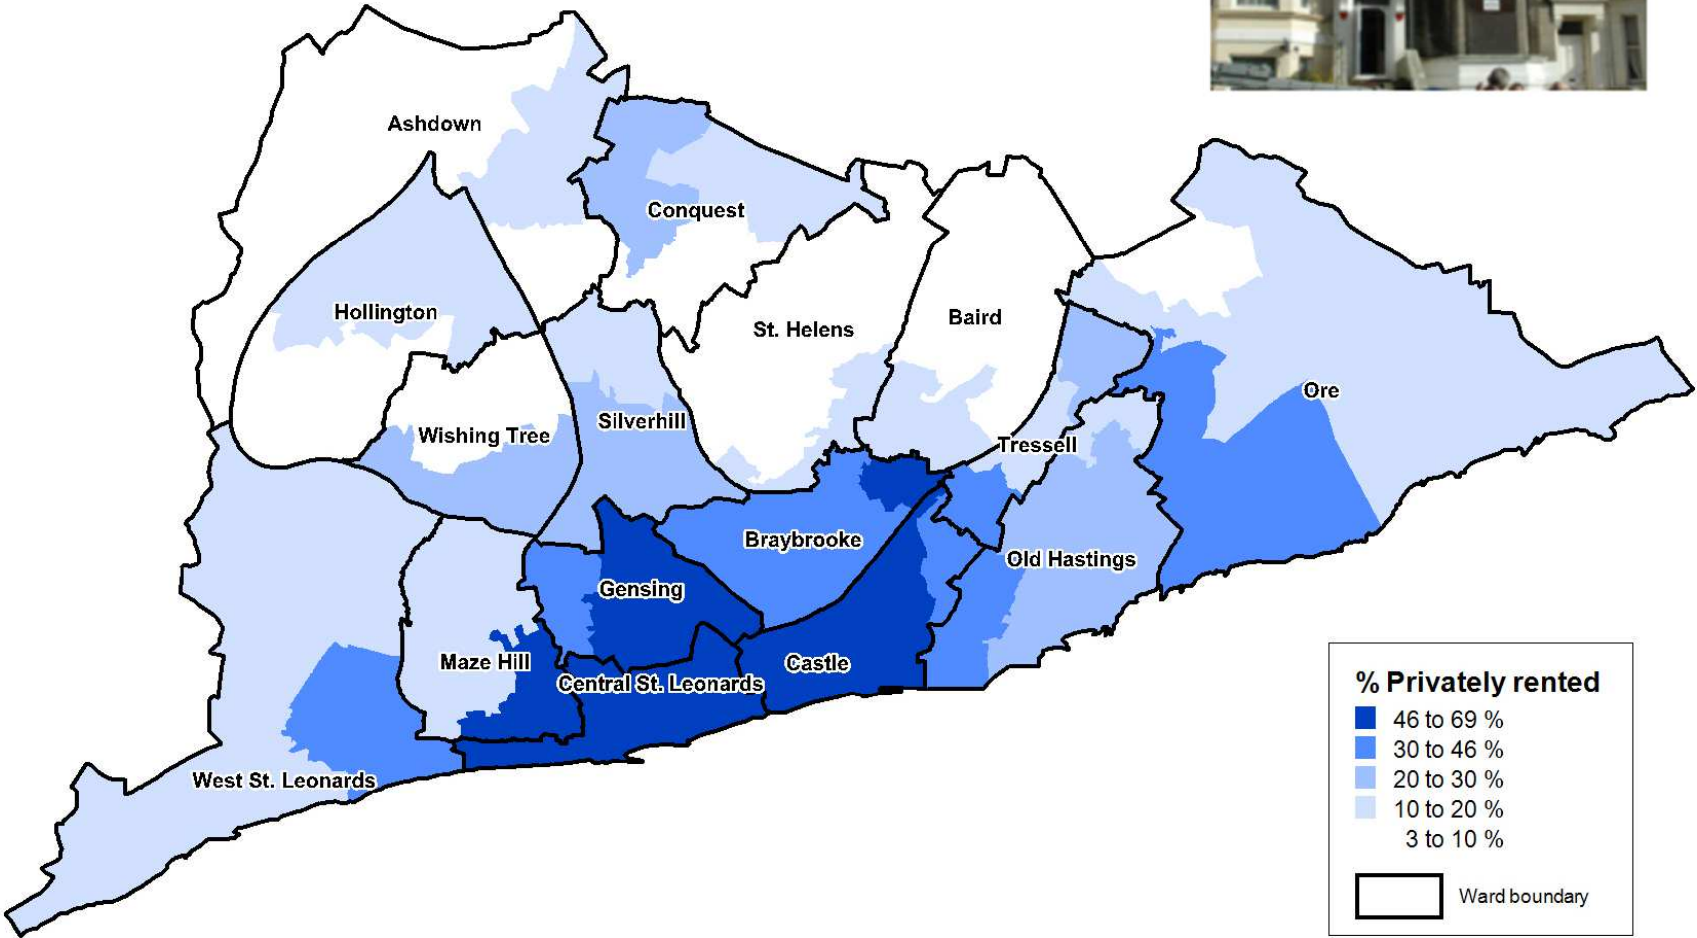 Ashdown
Conquest
Hollington
St. Helens
Baird
Ore
Silverhill
Wishing Tree
Tressell
Braybrooke
Old Hastings
Gensing
Maze Hill
Castle
Central St. Leonards
West St. Leonards
% Privately rented
46 to 69 %
30 to 46 %
20 to 30 %
10 to 20 %
3 to 10 %
Ward boundary